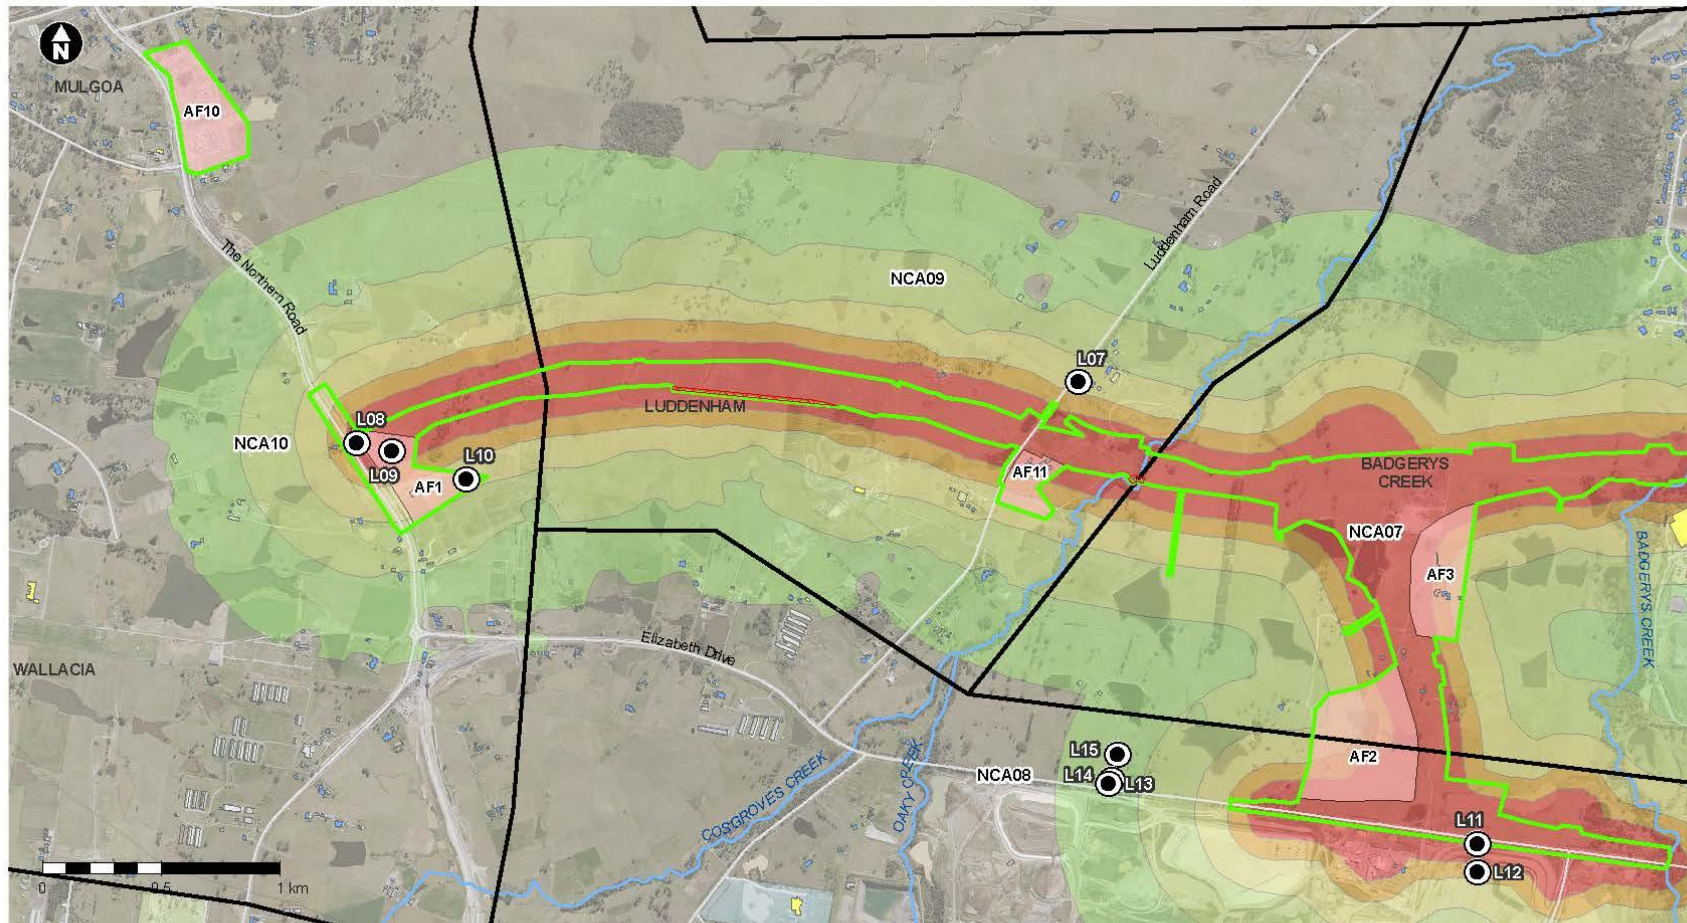 N
MULGOA
AF10
The Northern Road
Luddenham Road
NCA09
L07
LUDDENHAM
L08
NCA10
L09
L10
AF1
AF11
BADGERYS
CREEK
NCA07
AF3
BADGERYS CREEK
Elizabeth Drive
WALLACIA
L15
L14
L13
NCA08
AF2
COSGROVES CREEK
OAKY CREEK
L11
L12
0
0.5
1 km